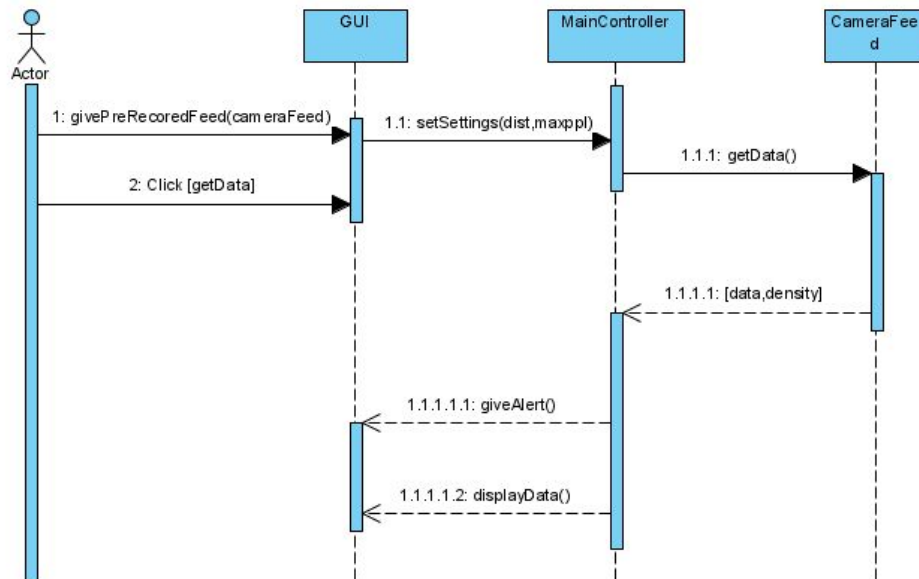 GUI
MainController
CameraFee
d
Actor
1: givePreRecoredFeed(cameraFeed)
1.1: setSettings(dist,maxppl)
1.1.1: getData()
2: Click [getData]
1.1.1.1: [data,density]
1.1.1.1.1: giveAlert()
1.1.1.1.2: displayData()